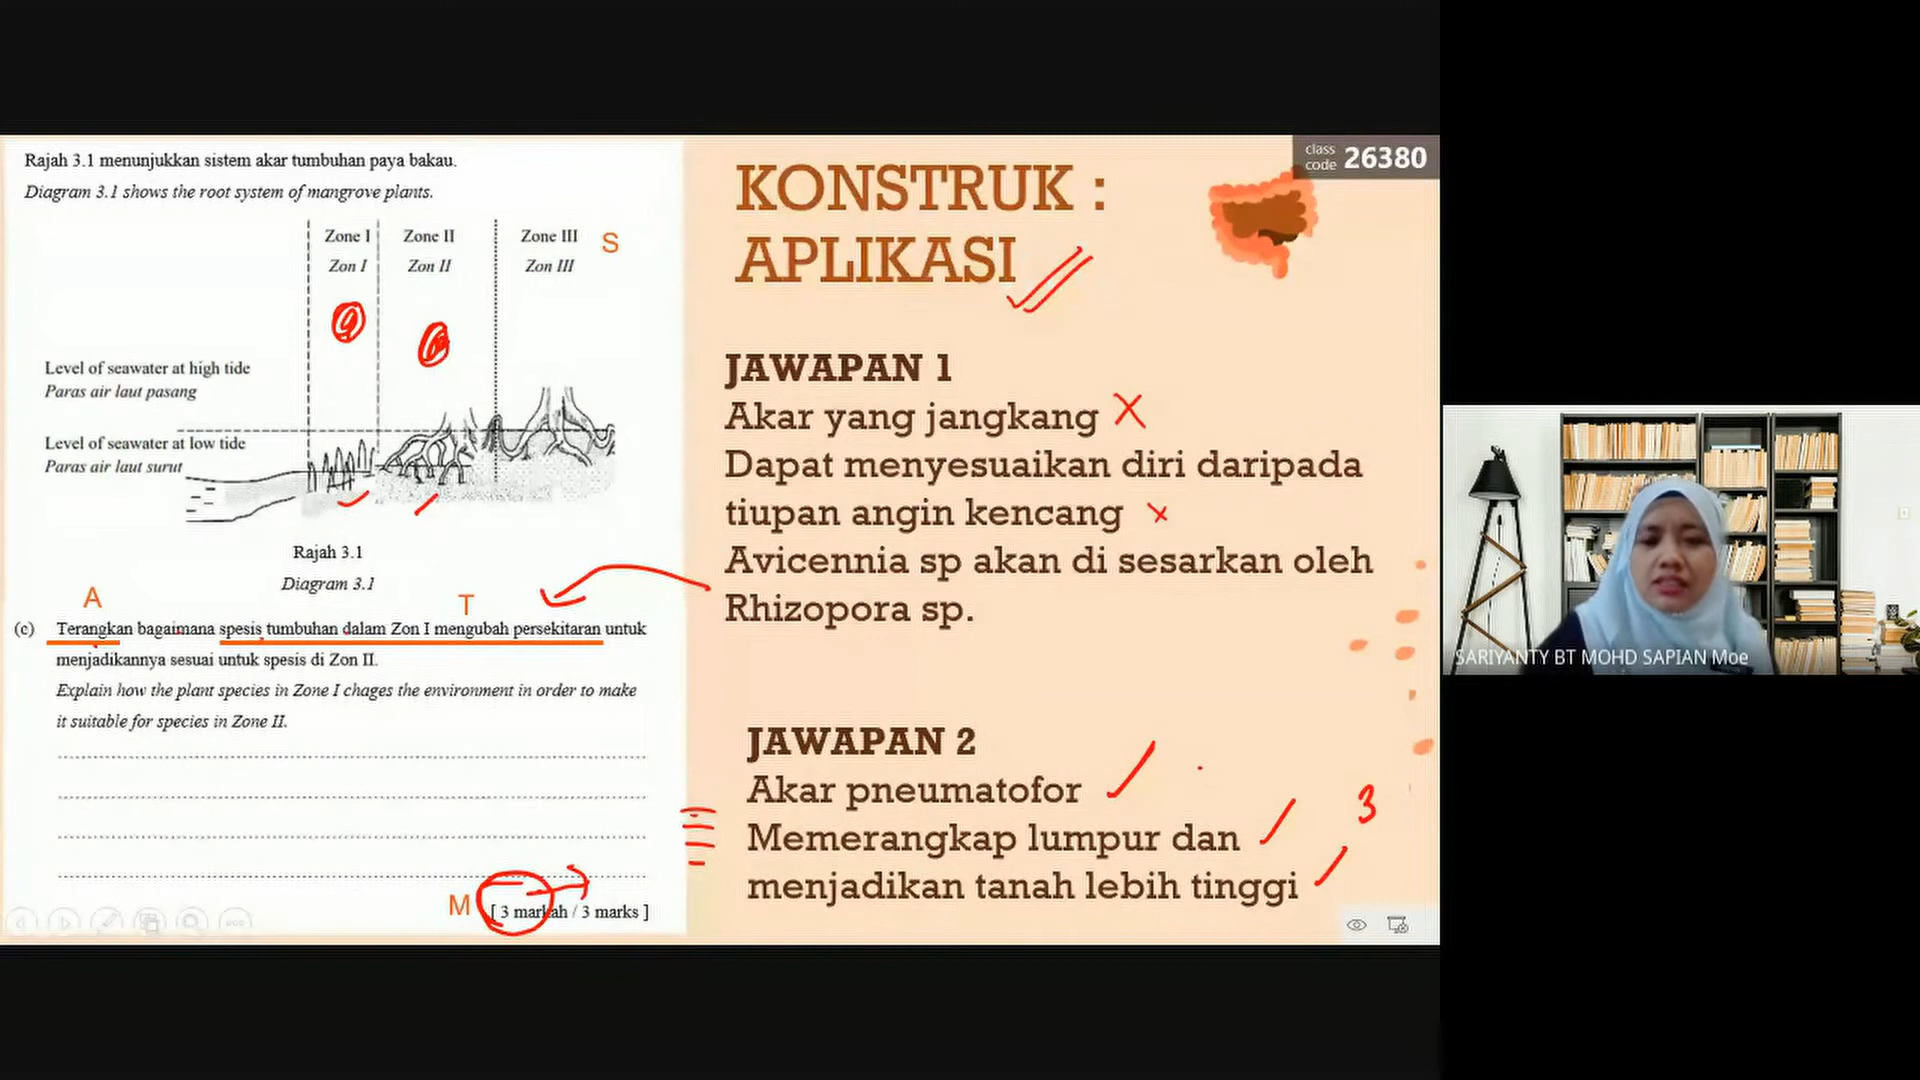 Rajah 3.1 menunjukkan sistem akar tumbuhan paya bakau.
Diagram 3.1 shows the root system of mangrove plants.
Zone I Zone II Zone III S
Zon I Zon II Zon III
Level of seawater at high tide
Paras air laut pasang
Level of seawater at low tide
Paras air laut surut
Rajah 3.1
Diagram 3.1
A T
(c) Terangkan bagaimana spesis tumbuhan dalam Zon I mengubah persekitaran untuk
menjadikannya sesuai untuk spesis di Zon II.
Explain how the plant species in Zone I chages the environment in order to make
it suitable for species in Zone II.
M [ 3 markah / 3 marks ]
class
code 26380
KONSTRUK :
APLIKASI
JAWAPAN 1
Akar yang jangkang
Dapat menyesuaikan diri daripada
tiupan angin kencang
Avicennia sp akan di sesarkan oleh
Rhizopora sp.
JAWAPAN 2
Akar pneumatofor
Memerangkap lumpur dan
menjadikan tanah lebih tinggi
3
SARIYANTY BT MOHD SAPIAN Moe